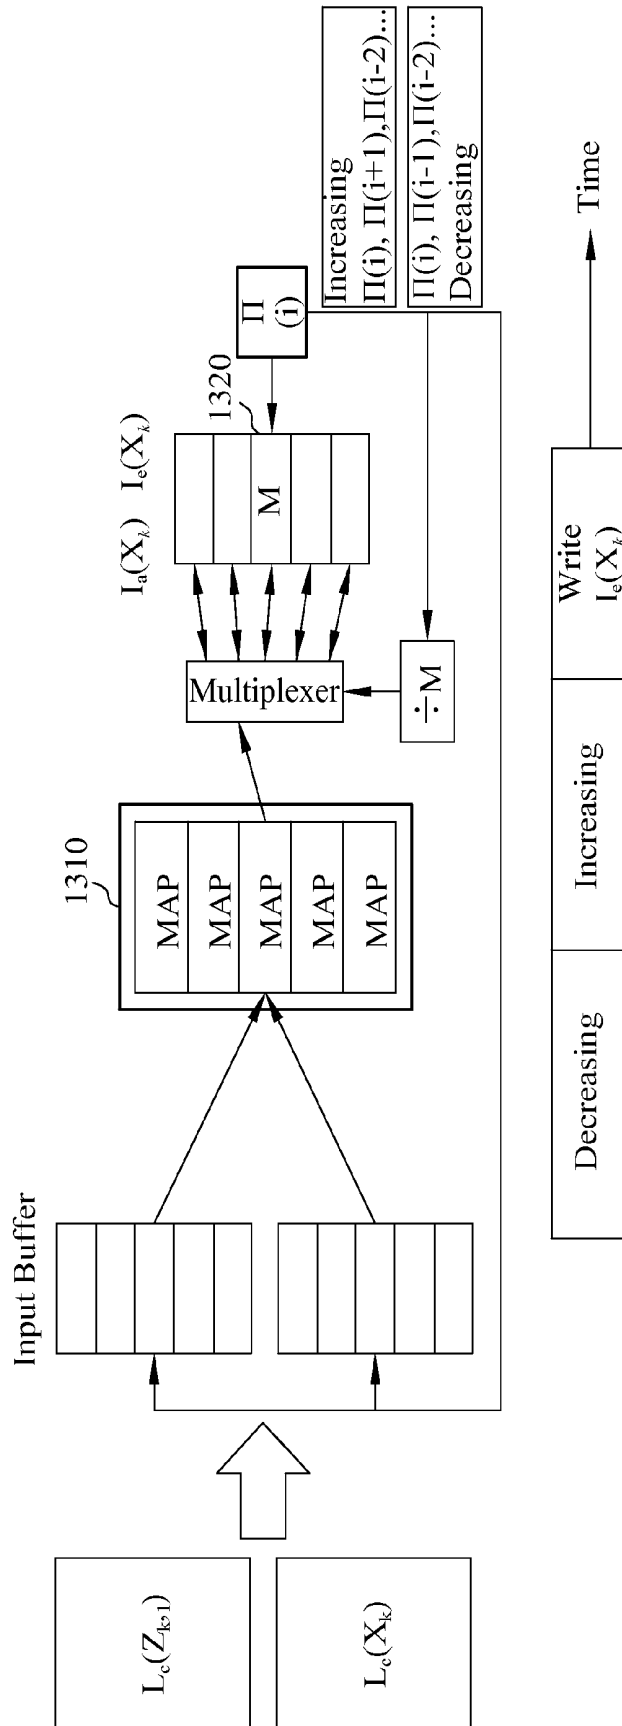 L_c(Z_{k,1})
L_c(X_k)
Input Buffer
1310
MAP
MAP
MAP
MAP
MAP
Multiplexer
÷M
I_a(X_k) I_e(X_k)
1320
M
Π
(i)
Increasing
Π(i), Π(i+1),Π(i-2)...
Π(i), Π(i-1),Π(i-2)...
Decreasing
Decreasing
Increasing
Write
I_e(X_k)
Time